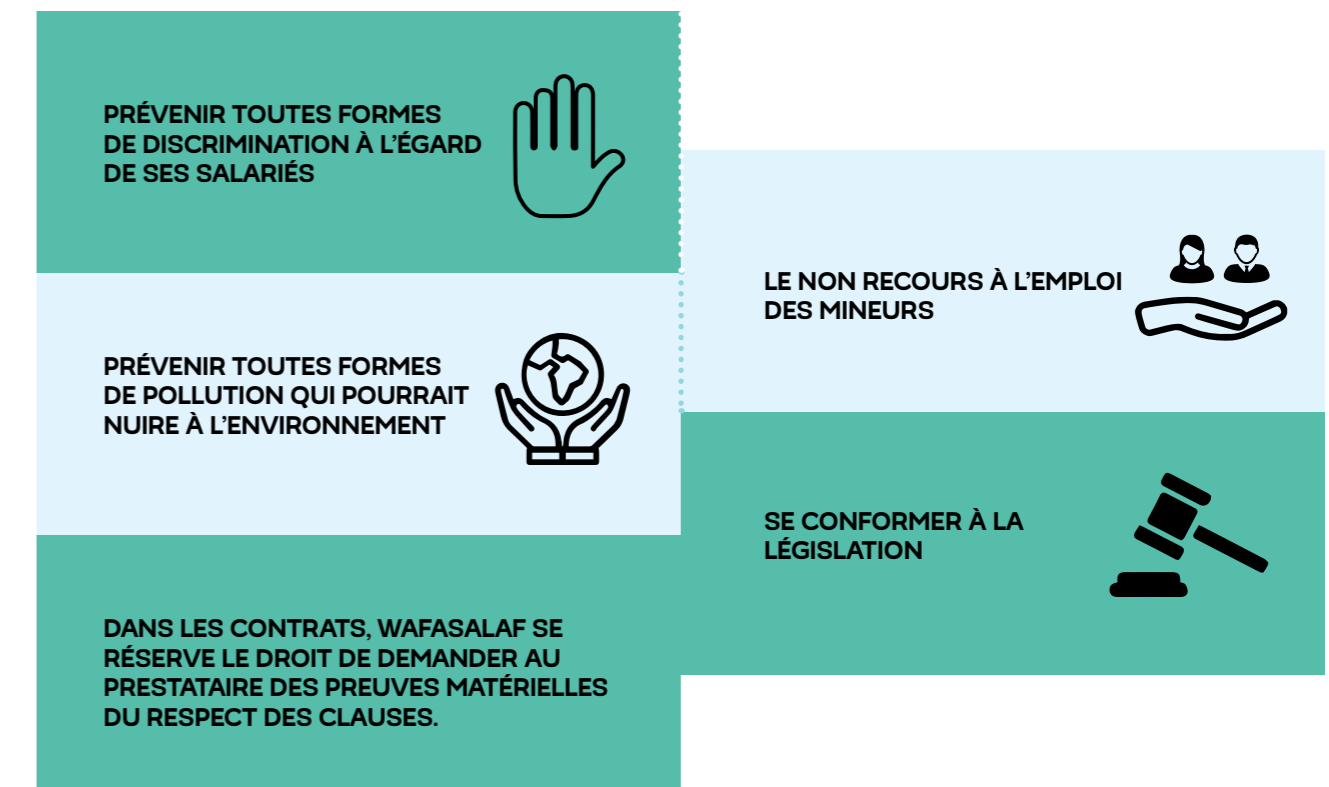 PRÉVENIR TOUTES FORMES
DE DISCRIMINATION À L’ÉGARD
DE SES SALARIÉS
LE NON RECOURS À L’EMPLOI
DES MINEURS
PRÉVENIR TOUTES FORMES
DE POLLUTION QUI POURRAIT
NUIRE À L’ENVIRONNEMENT
SE CONFORMER À LA
LÉGISLATION
DANS LES CONTRATS, WAFASALAF SE
RÉSERVE LE DROIT DE DEMANDER AU
PRESTATAIRE DES PREUVES MATÉRIELLES
DU RESPECT DES CLAUSES.